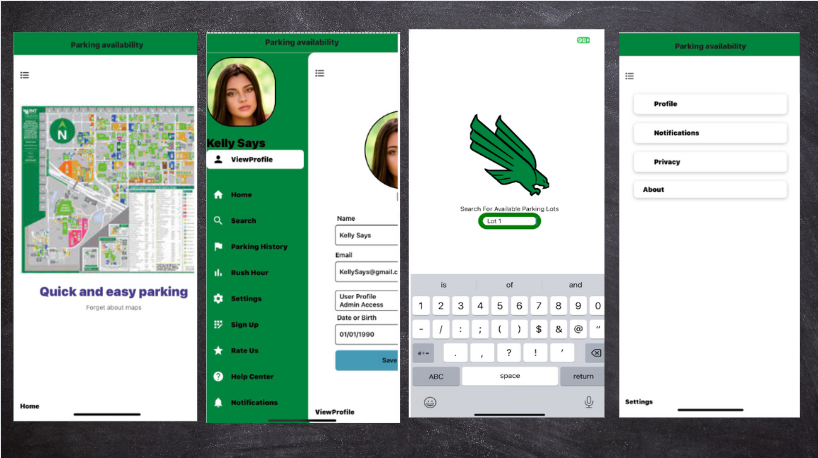 Parking availability
N
Quick and easy parking
Forget about maps
Home
Parking availability
Kelly Says
ViewProfile
Home
Search
Parking History
Rush Hour
Settings
Sign Up
Rate Us
Help Center
Notifications
Name
Kelly Says
Email
KellySays@gmail.c
User Profile
Admin Access
Date or Birth
01/01/1990
Save
ViewProfile
Search For Available Parking Lots
Lot 1
is of and
1 2 3 4 5 6 7 8 9 0
- / : ; ( ) $ & @ "
#+= . , ? ! '
ABC space return
Parking availability
Profile
Notifications
Privacy
About
Settings